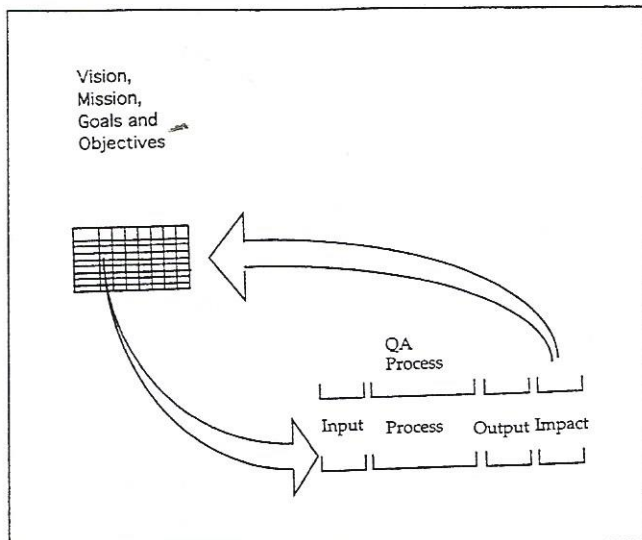 Vision,
Mission,
Goals and
Objectives
QA
Process
Input Process Output Impact